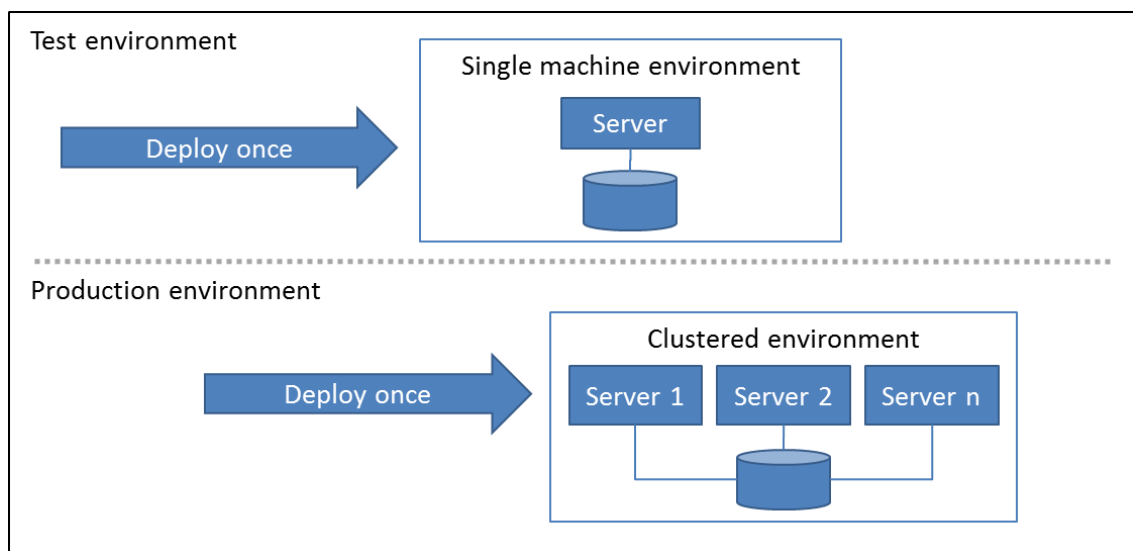 Test environment
Single machine environment
Server
Deploy once
Production environment
Clustered environment
Server 1
Server 2
Server n
Deploy once